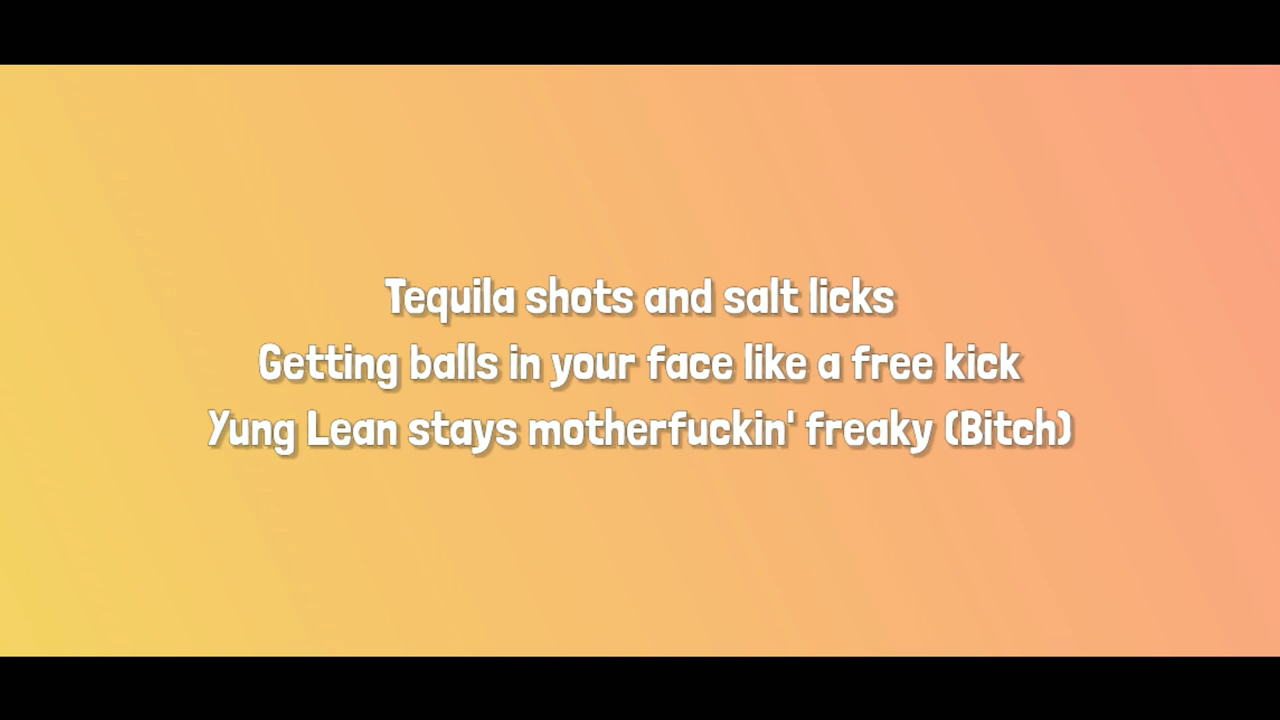 Tequila shots and salt licks
Getting balls in your face like a free kick
Yung Lean stays motherfuckin' freaky (Bitch)